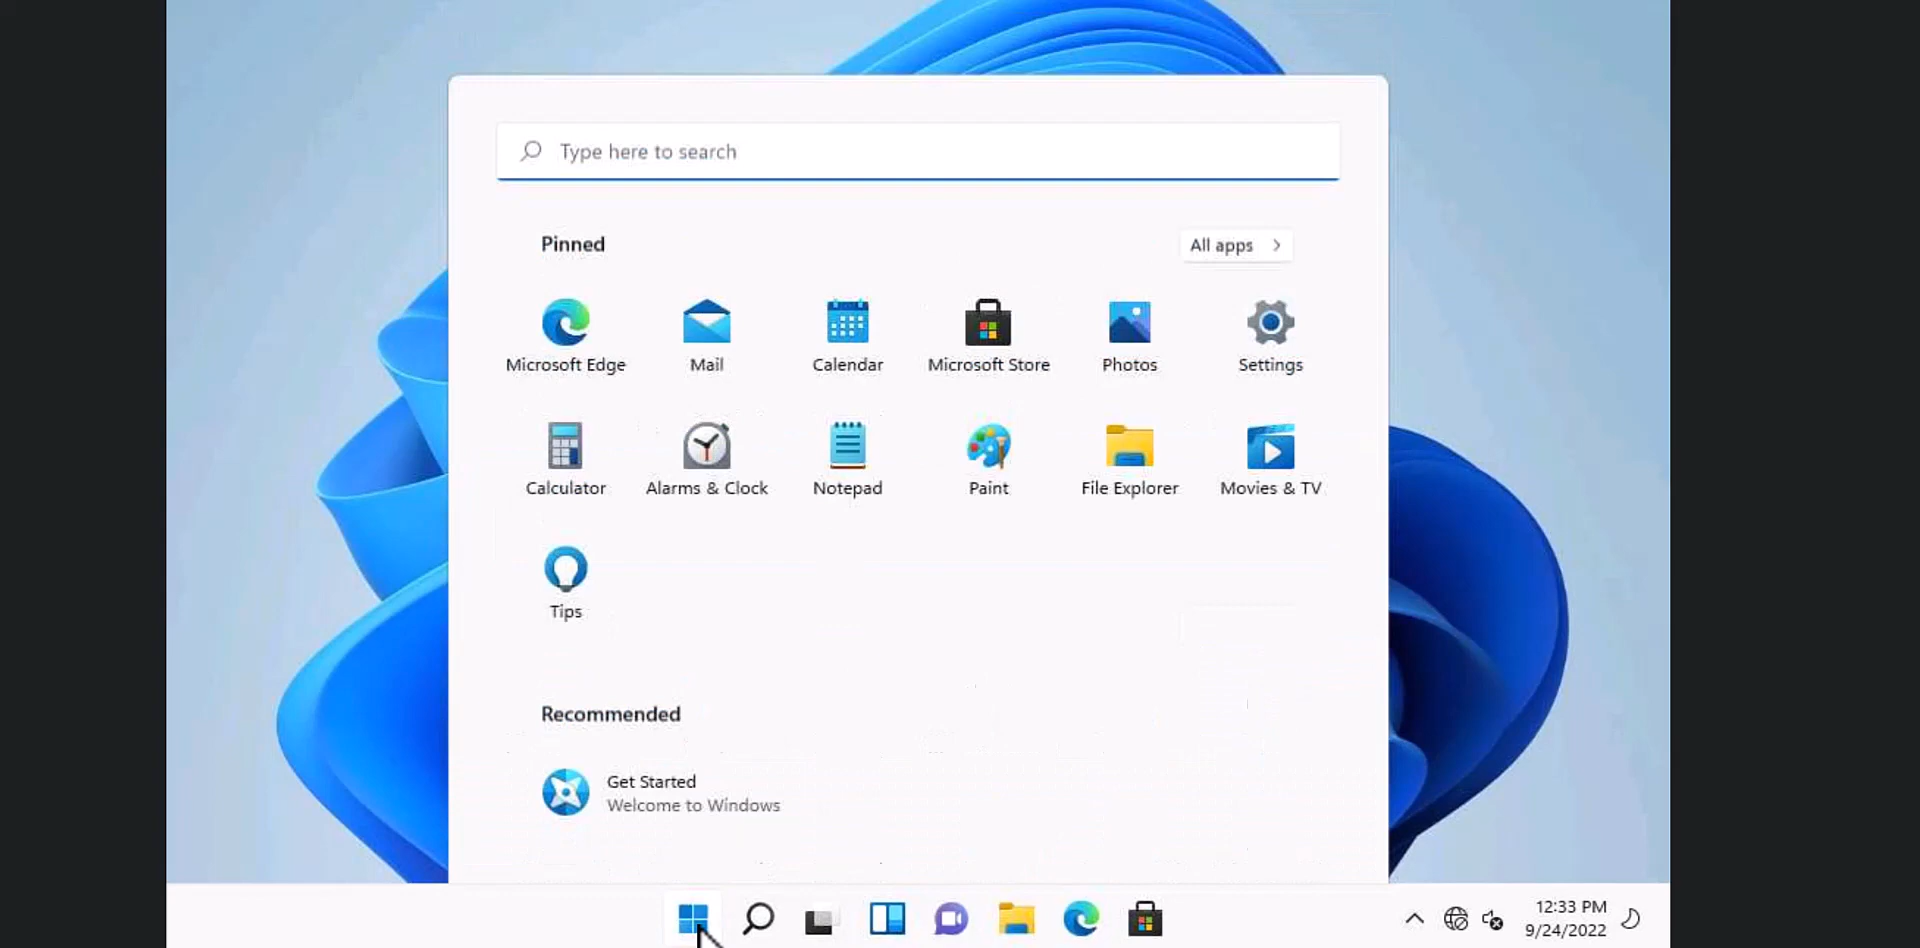 Type here to search
Pinned
All apps
Microsoft Edge
Mail
Calendar
Microsoft Store
Photos
Settings
Calculator
Alarms & Clock
Notepad
Paint
File Explorer
Movies & TV
Tips
Recommended
Get Started
Welcome to Windows
12:33 PM
9/24/2022